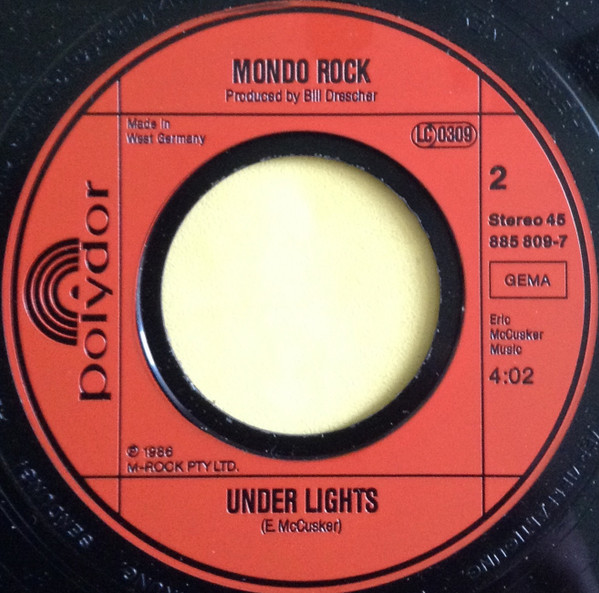 MONDO ROCK
Produced by Bill Drescher
Made in
West Germany
LC 0309
2
Stereo 45
885 809-7
GEMA
Eric
McCusker
Music
4:02
polydor
℗ 1986
M-ROCK PTY LTD.
UNDER LIGHTS
(E. McCusker)